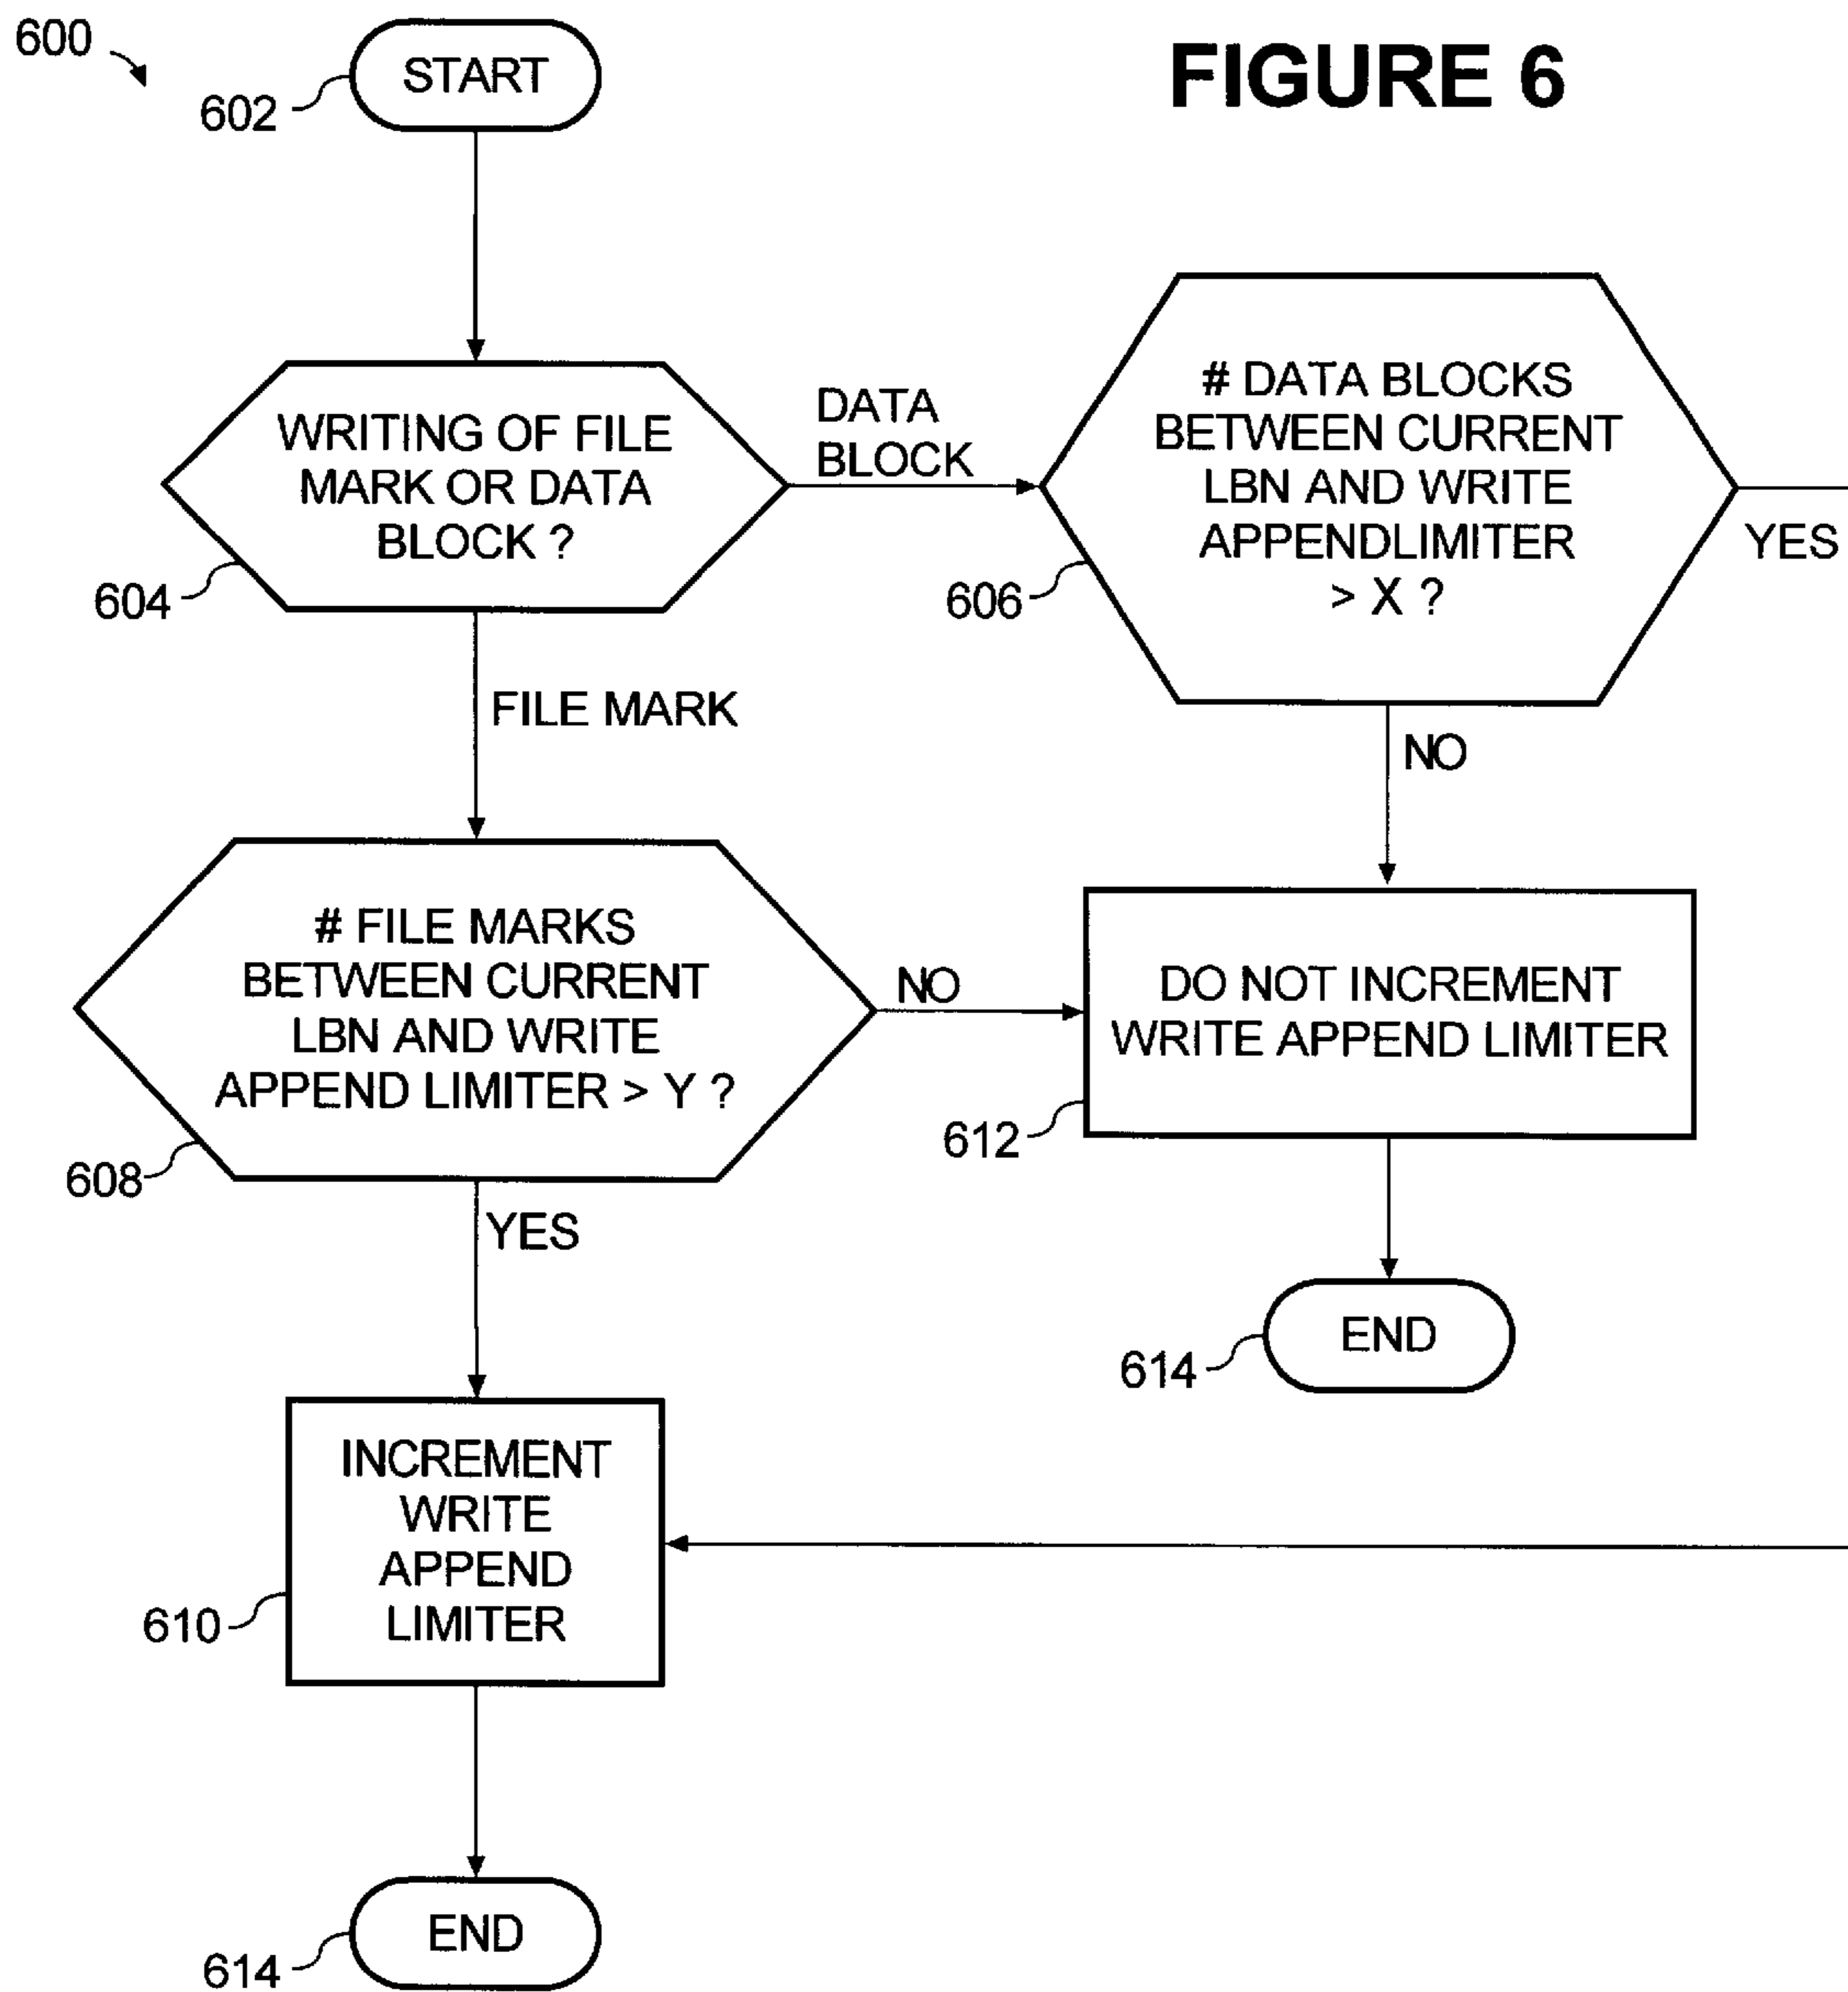 600
START
602
FIGURE 6
WRITING OF FILE
MARK OR DATA
BLOCK ?
604
DATA
BLOCK
# DATA BLOCKS
BETWEEN CURRENT
LBN AND WRITE
APPENDLIMITER
> X ?
606
YES
FILE MARK
NO
# FILE MARKS
BETWEEN CURRENT
LBN AND WRITE
APPEND LIMITER > Y ?
608
NO
DO NOT INCREMENT
WRITE APPEND LIMITER
612
YES
END
614
INCREMENT
WRITE
APPEND
LIMITER
610
END
614